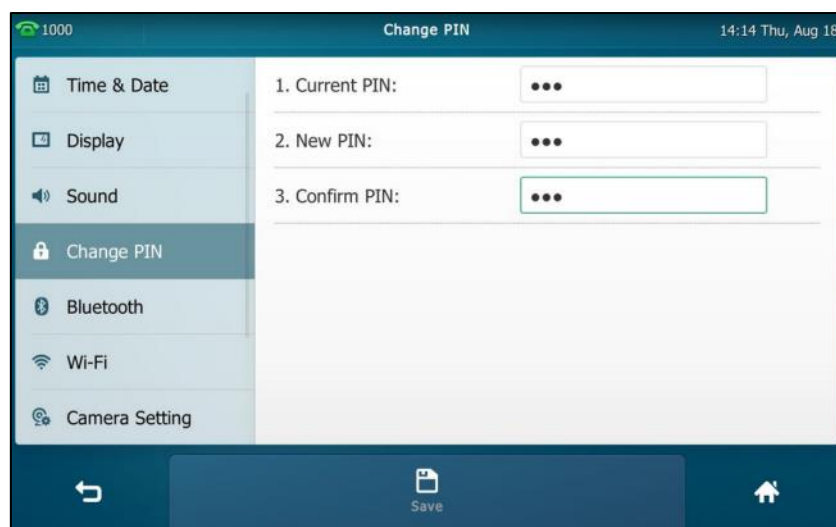 1000 Change PIN 14:14 Thu, Aug 18
Time & Date
1. Current PIN: •••
Display
2. New PIN: •••
Sound
3. Confirm PIN: •••
Change PIN
Bluetooth
Wi-Fi
Camera Setting
Save